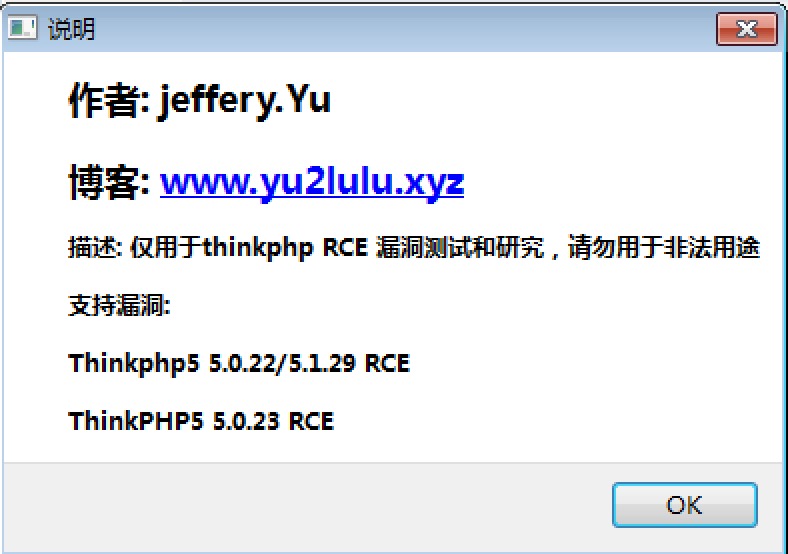 说明
作者: jeffery.Yu
博客: www.yu2lulu.xyz
描述: 仅用于thinkphp RCE 漏洞测试和研究，请勿用于非法用途
支持漏洞:
Thinkphp5 5.0.22/5.1.29 RCE
ThinkPHP5 5.0.23 RCE
OK